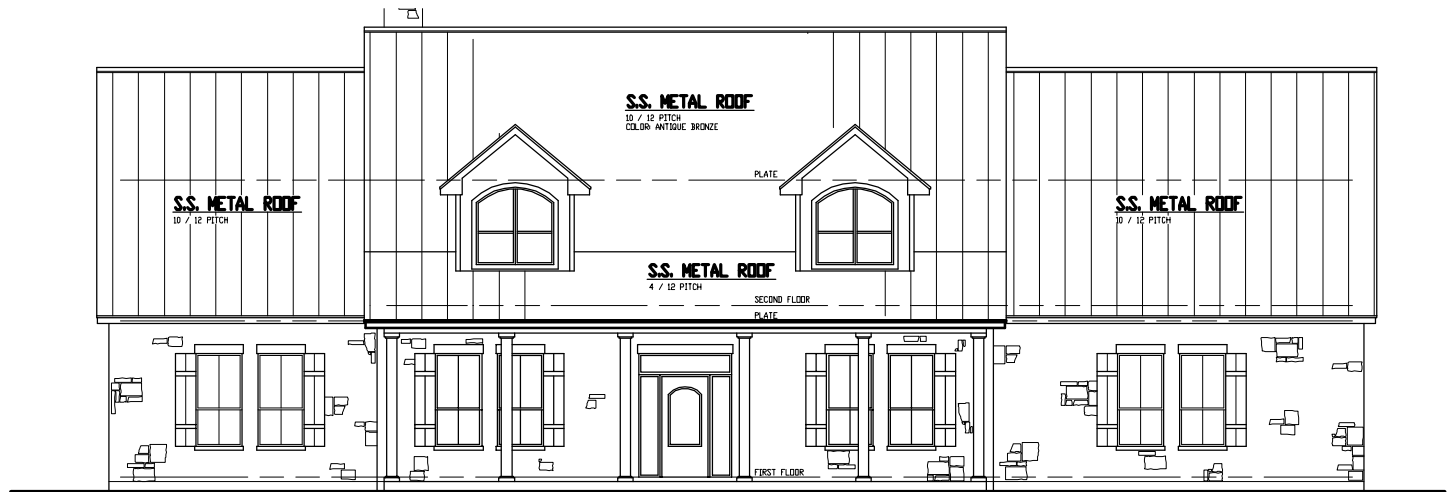 S.S. METAL ROOF
10 / 12 PITCH
COLOR: ANTIQUE BRONZE
PLATE
S.S. METAL ROOF
10 / 12 PITCH
S.S. METAL ROOF
10 / 12 PITCH
S.S. METAL ROOF
4 / 12 PITCH
SECOND FLOOR
PLATE
FIRST FLOOR